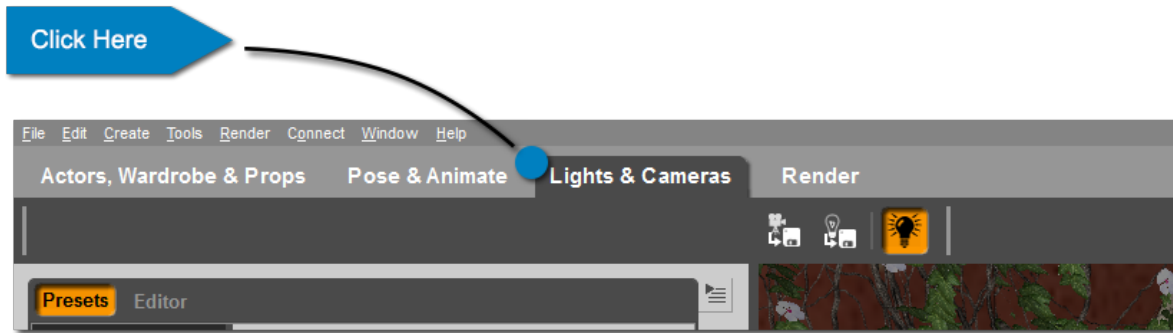 Click Here
File Edit Create Tools Render Connect Window Help
Actors, Wardrobe & Props Pose & Animate Lights & Cameras Render
Presets Editor